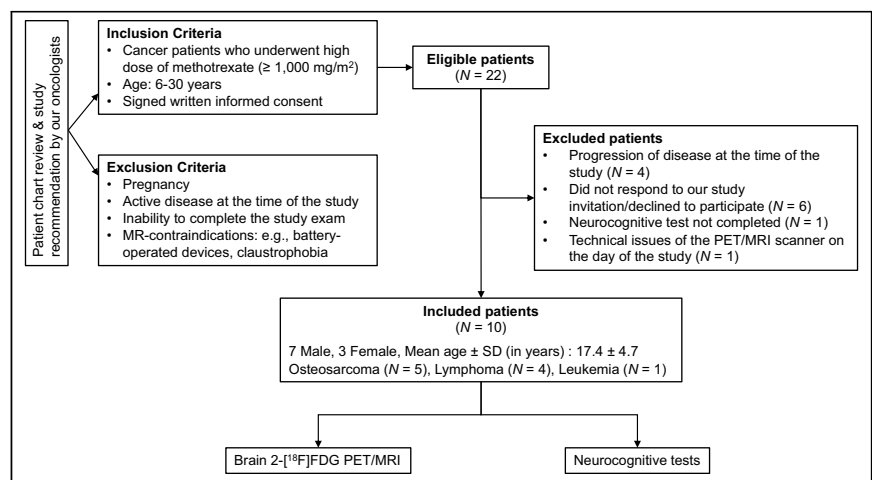 Patient chart review & study
recommendation by our oncologists
Inclusion Criteria
• Cancer patients who underwent high
dose of methotrexate (≥ 1,000 mg/m²)
• Age: 6-30 years
• Signed written informed consent
Exclusion Criteria
• Pregnancy
• Active disease at the time of the study
• Inability to complete the study exam
• MR-contraindications: e.g., battery-
operated devices, claustrophobia
Eligible patients
(N = 22)
Excluded patients
• Progression of disease at the time of the
study (N = 4)
• Did not respond to our study
invitation/declined to participate (N = 6)
• Neurocognitive test not completed (N = 1)
• Technical issues of the PET/MRI scanner on
the day of the study (N = 1)
Included patients
(N = 10)
7 Male, 3 Female, Mean age ± SD (in years) : 17.4 ± 4.7
Osteosarcoma (N = 5), Lymphoma (N = 4), Leukemia (N = 1)
Brain 2-[¹⁸F]FDG PET/MRI
Neurocognitive tests